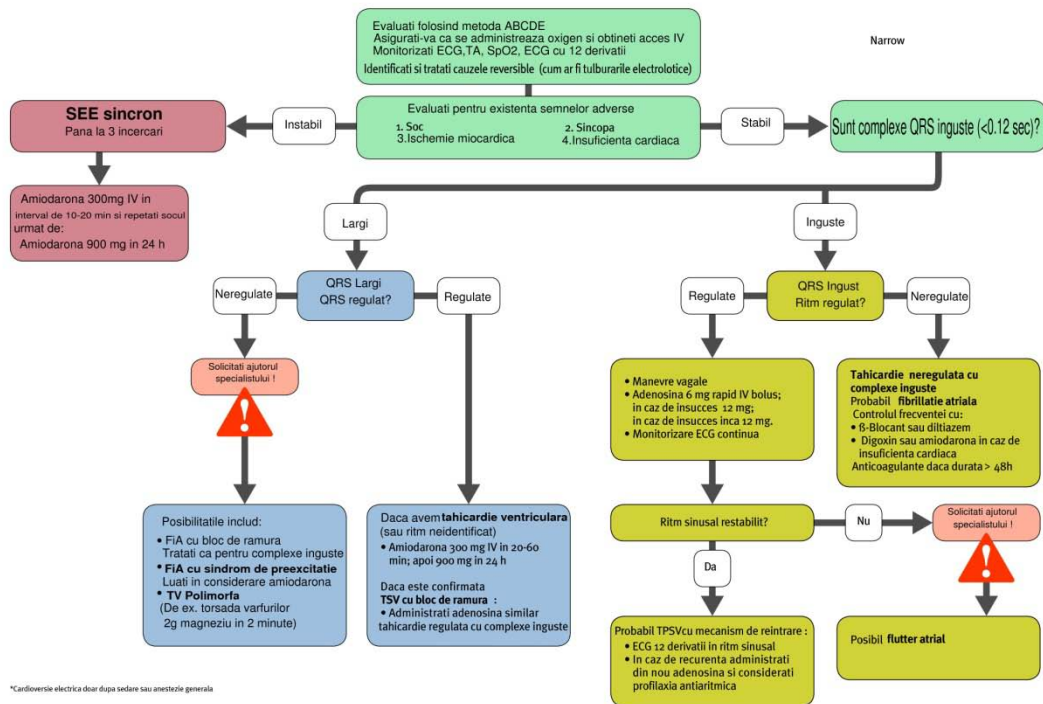 Evaluati folosind metoda ABCDE
Asigurati-va ca se administreaza oxigen si obtineti acces IV
Monitorizati ECG,TA, SpO2, ECG cu 12 derivatii
Identificati si tratati cauzele reversible (cum ar fi tulburarile electrolotice)
Narrow
SEE sincron
Pana la 3 incercari
Instabil
Evaluati pentru existenta semnelor adverse
1. Soc
2. Sincopa
3.Ischemie miocardica
4.Insuficienta cardiaca
Stabil
Sunt complexe QRS inguste (<0.12 sec)?
Amiodarona 300mg IV in
interval de 10-20 min si repetati socul
urmat de:
Amiodarona 900 mg in 24 h
Largi
Inguste
Neregulate
QRS Largi
QRS regulat?
Regulate
Regulate
QRS Ingust
Ritm regulat?
Neregulate
Solicitati ajutorul
specialistului !
• Manevre vagale
• Adenosina 6 mg rapid IV bolus;
in caz de insucces 12 mg;
in caz de insucces inca 12 mg.
• Monitorizare ECG continua
Tahicardie neregulata cu
complexe inguste
Probabil fibrillatie atriala
Controlul frecventei cu:
• ß-Blocant sau diltiazem
• Digoxin sau amiodarona in caz de
insuficienta cardiaca
Anticoagulante daca durata > 48h
Posibilitatile includ:
• FiA cu bloc de ramura
Tratati ca pentru complexe inguste
• FiA cu sindrom de preexcitatie
Luati in considerare amiodarona
• TV Polimorfa
(De ex. torsada varfurilor
2g magneziu in 2 minute)
Daca avem tahicardie ventriculara
(sau ritm neidentificat)
• Amiodarona 300 mg IV in 20-60
min; apoi 900 mg in 24 h
Daca este confirmata
TSV cu bloc de ramura :
• Administrati adenosina similar
tahicardie regulata cu complexe inguste
Ritm sinusal restabilit?
Nu
Solicitati ajutorul
specialistului !
Da
Probabil TPSVcu mecanism de reintrare :
• ECG 12 derivatii in ritm sinusal
• In caz de recurenta administrati
din nou adenosina si considerati
profilaxia antiaritmica
Posibil flutter atrial
*Cardioversie electrica doar dupa sedare sau anestezie generala